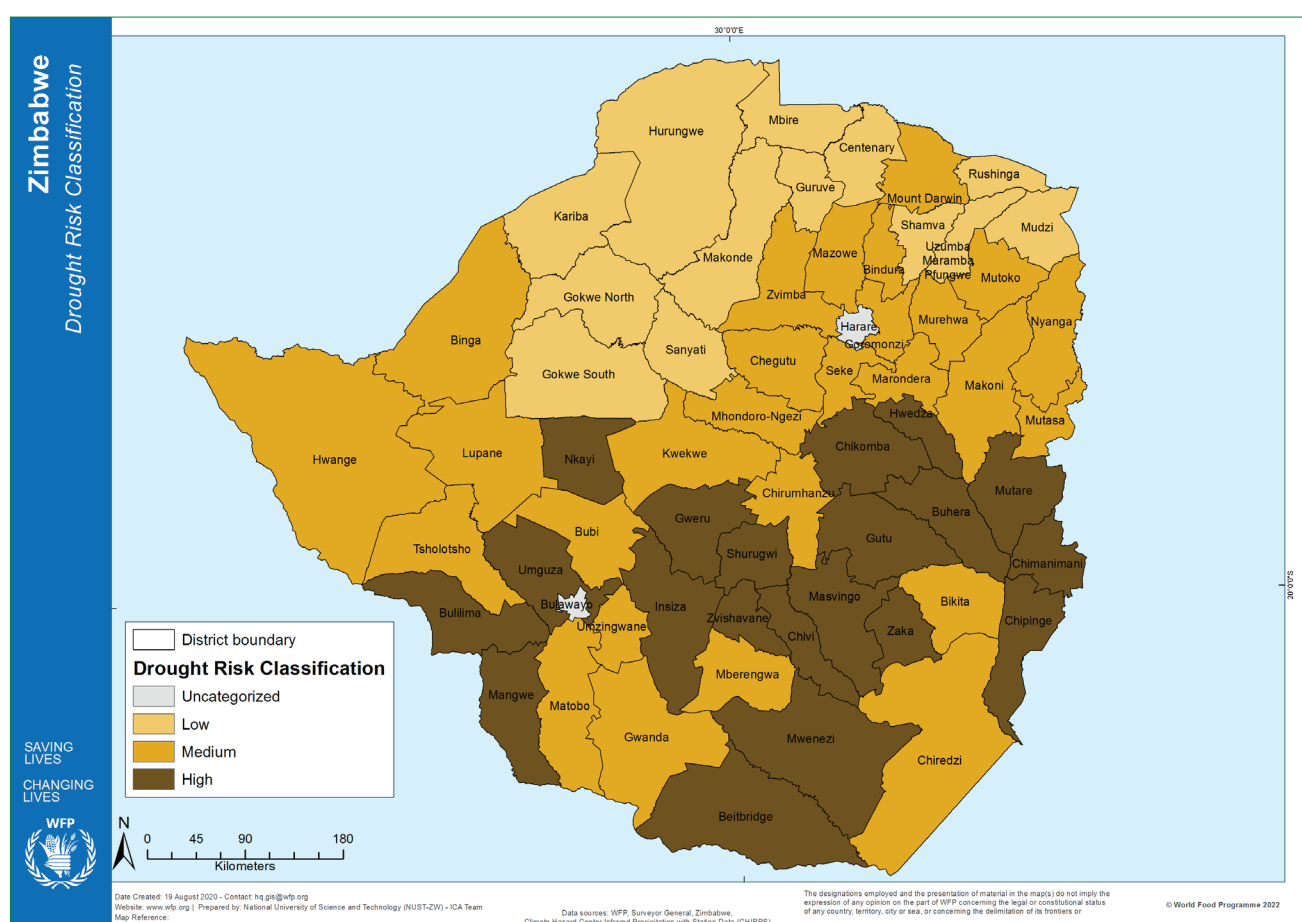 Zimbabwe
Drought Risk Classification
30°0'0"E
Mbire
Hurungwe
Centenary
Rushinga
Guruve
Mount Darwin
Kariba
Shamva
Mudzi
Uzumba
Maramba
Pfungwe
Mazowe
Makonde
Bindura
Mutoko
Zvimba
Gokwe North
Murehwa
Nyanga
Harare
Binga
Goromonzi
Sanyati
Chegutu
Gokwe South
Seke
Marondera
Makoni
Hwedza
Mhondoro-Ngezi
Mutasa
Chikomba
Hwange
Lupane
Nkayi
Kwekwe
Mutare
Chirumhanzu
Buhera
Gweru
Bubi
Gutu
Tsholotsho
Shurugwi
Chimanimani
Umguza
20°0'S
Masvingo
Bikita
Bulawayo
Insiza
Bulilima
Zvishavane
Chipinge
Umzingwane
Zaka
Chivi
Mberengwa
Mangwe
Matobo
Gwanda
Mwenezi
Chiredzi
Beitbridge
District boundary
Drought Risk Classification
Uncategorized
Low
Medium
High
SAVING
LIVES
CHANGING
LIVES
WFP
N
0 45 90 180
Kilometers
Date Created: 19 August 2020 - Contact: hq.gis@wfp.org
Website: www.wfp.org | Prepared by: National University of Science and Technology (NUST-ZW) - ICA Team
Map Reference:
Data sources: WFP, Surveyor General, Zimbabwe,
Climate Hazard Center Infrared Precipitation with Station Data (CHIRPS)
The designations employed and the presentation of material in the map(s) do not imply the
expression of any opinion on the part of WFP concerning the legal or constitutional status
of any country, territory, city or sea, or concerning the delimitation of its frontiers or
© World Food Programme 2022